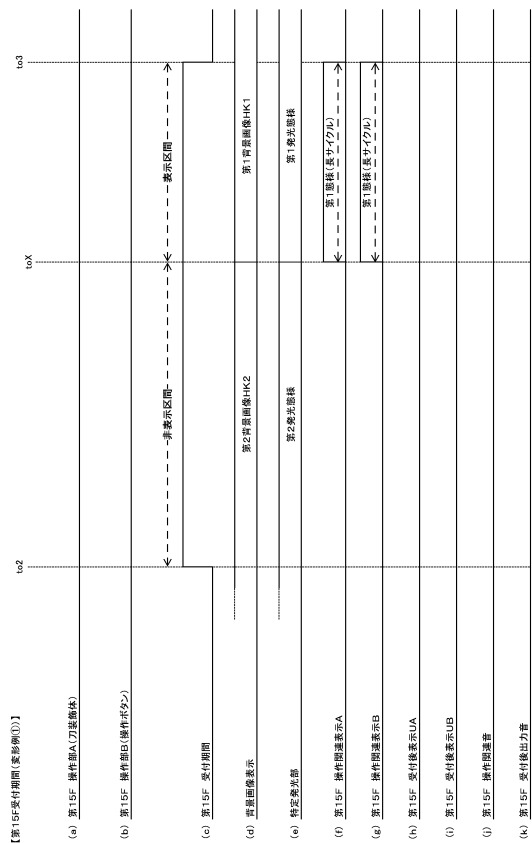 【第15F受付期間(変形例①)】
to2
toX
to3
(a) 第15F 操作部A(刀装飾体)
(b) 第15F 操作部B(操作ボタン)
非表示区間
表示区間
(c) 第15F 受付期間
(d) 背景画像表示
第2背景画像HK2
第1背景画像HK1
(e) 特定発光部
第2発光態様
第1発光態様
(f) 第15F 操作関連表示A
第1態様(長サイクル)
(g) 第15F 操作関連表示B
第1態様(長サイクル)
(h) 第15F 受付後表示UA
(i) 第15F 受付後表示UB
(j) 第15F 操作関連音
(k) 第15F 受付後出力音